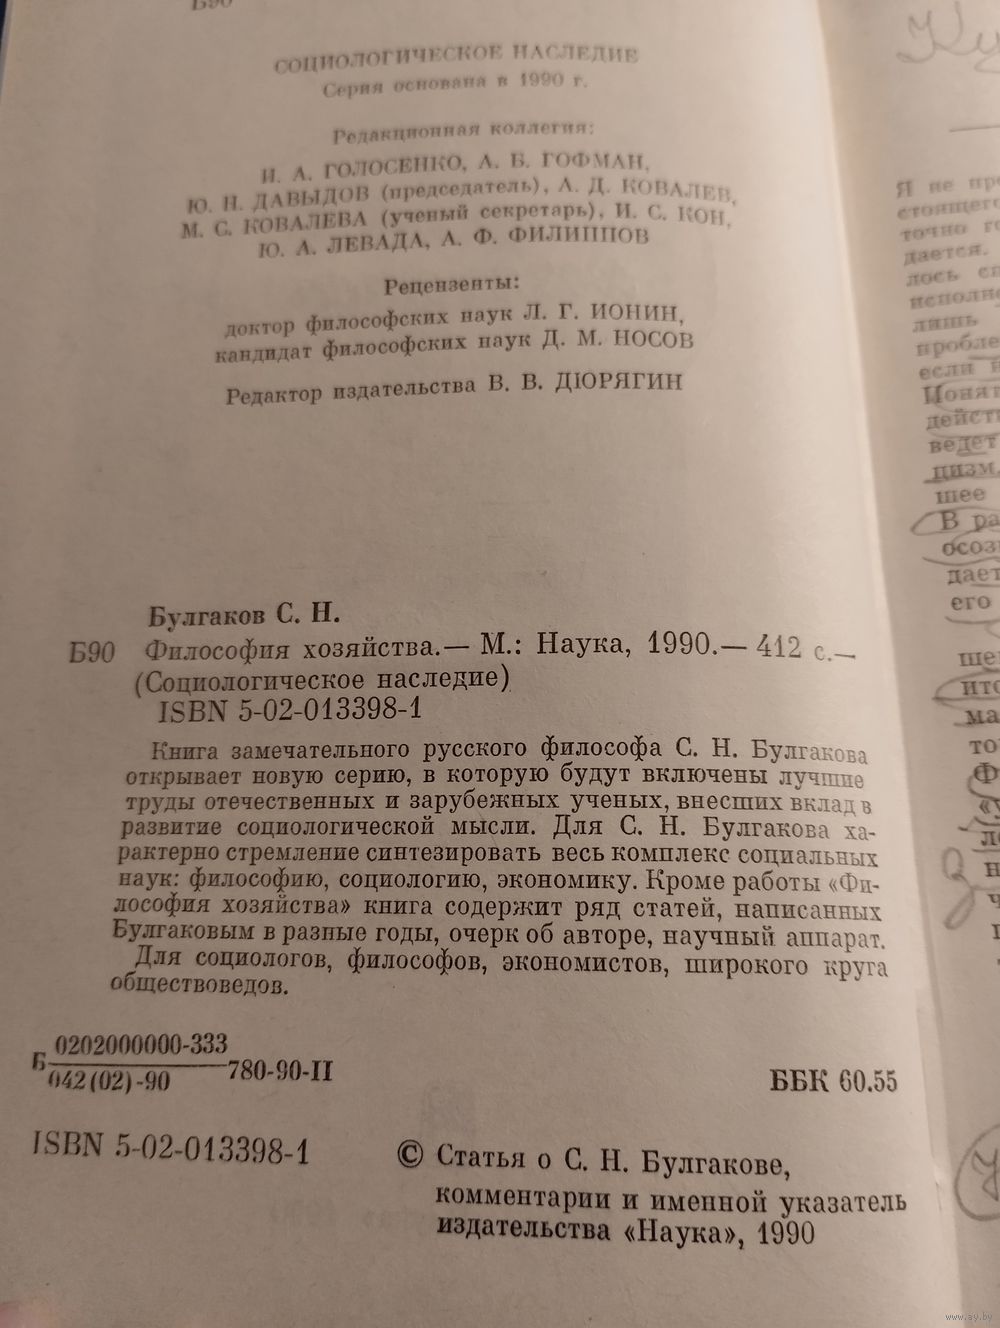 Б90
СОЦИОЛОГИЧЕСКОЕ НАСЛЕДИЕ
Серия основана в 1990 г.
Редакционная коллегия:
И. А. ГОЛОСЕНКО, А. Б. ГОФМАН,
Ю. Н. ДАВЫДОВ (председатель), А. Д. КОВАЛЕВ,
М. С. КОВАЛЕВА (ученый секретарь), И. С. КОН,
Ю. А. ЛЕВАДА, А. Ф. ФИЛИППОВ
Рецензенты:
доктор философских наук Л. Г. ИОНИН,
кандидат философских наук Д. М. НОСОВ
Редактор издательства В. В. ДЮРЯГИН
Булгаков С. Н.
Б90 Философия хозяйства.— М.: Наука, 1990.— 412 с.—
(Социологическое наследие)
ISBN 5-02-013398-1
Книга замечательного русского философа С. Н. Булгакова
открывает новую серию, в которую будут включены лучшие
труды отечественных и зарубежных ученых, внесших вклад в
развитие социологической мысли. Для С. Н. Булгакова ха-
рактерно стремление синтезировать весь комплекс социальных
наук: философию, социологию, экономику. Кроме работы «Фи-
лософия хозяйства» книга содержит ряд статей, написанных
Булгаковым в разные годы, очерк об авторе, научный аппарат.
Для социологов, философов, экономистов, широкого круга
обществоведов.
Б 0202000000-333
042(02)-90 780-90-II
ББК 60.55
ISBN 5-02-013398-1
© Статья о С. Н. Булгакове,
комментарии и именной указатель
издательства «Наука», 1990
Я не
стоящего
точно
дается.
лось
исполн
лишь
пробле
если
Понят
дейст
ведет
цизм.
шее
В ра
осоз
дает
его
ще
ито
ма
то
Ф
www.ay.by